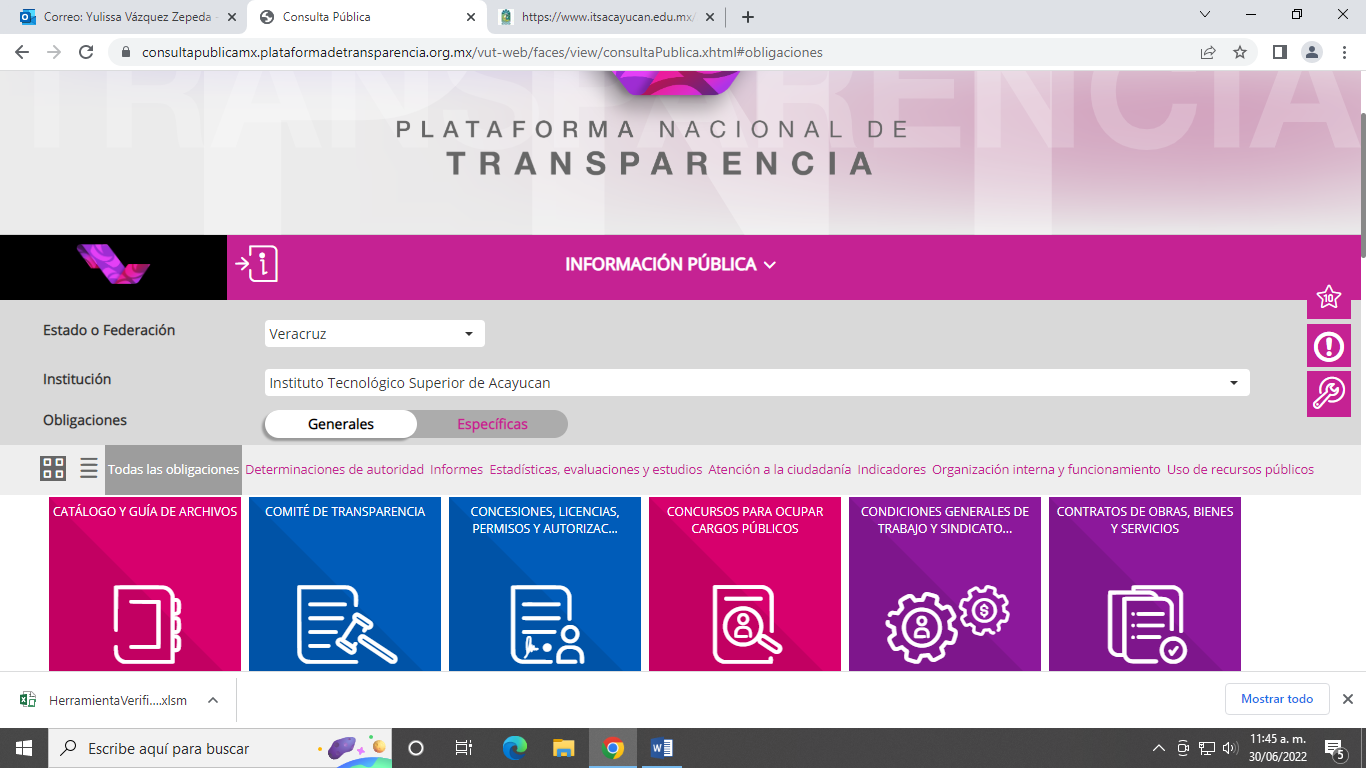 Correo: Yulissa Vázquez Zepeda
Consulta Pública
https://www.itsacayucan.edu.mx/
consultapublicamx.plataformadetransparencia.org.mx/vut-web/faces/view/consultaPublica.xhtml#obligaciones
TRANSPARENCIA
PLATAFORMA NACIONAL DE
TRANSPARENCIA
INFORMACIÓN PÚBLICA
10
Estado o Federación
Veracruz
Institución
Instituto Tecnológico Superior de Acayucan
Obligaciones
Generales
Específicas
Todas las obligaciones Determinaciones de autoridad Informes Estadísticas, evaluaciones y estudios Atención a la ciudadanía Indicadores Organización interna y funcionamiento Uso de recursos públicos
CATÁLOGO Y GUÍA DE ARCHIVOS
COMITÉ DE TRANSPARENCIA
CONCESIONES, LICENCIAS,
PERMISOS Y AUTORIZAC...
CONCURSOS PARA OCUPAR
CARGOS PÚBLICOS
CONDICIONES GENERALES DE
TRABAJO Y SINDICATO...
CONTRATOS DE OBRAS, BIENES
Y SERVICIOS
HerramientaVerifi....xlsm
Mostrar todo
Escribe aquí para buscar
11:45 a. m.
30/06/2022
5